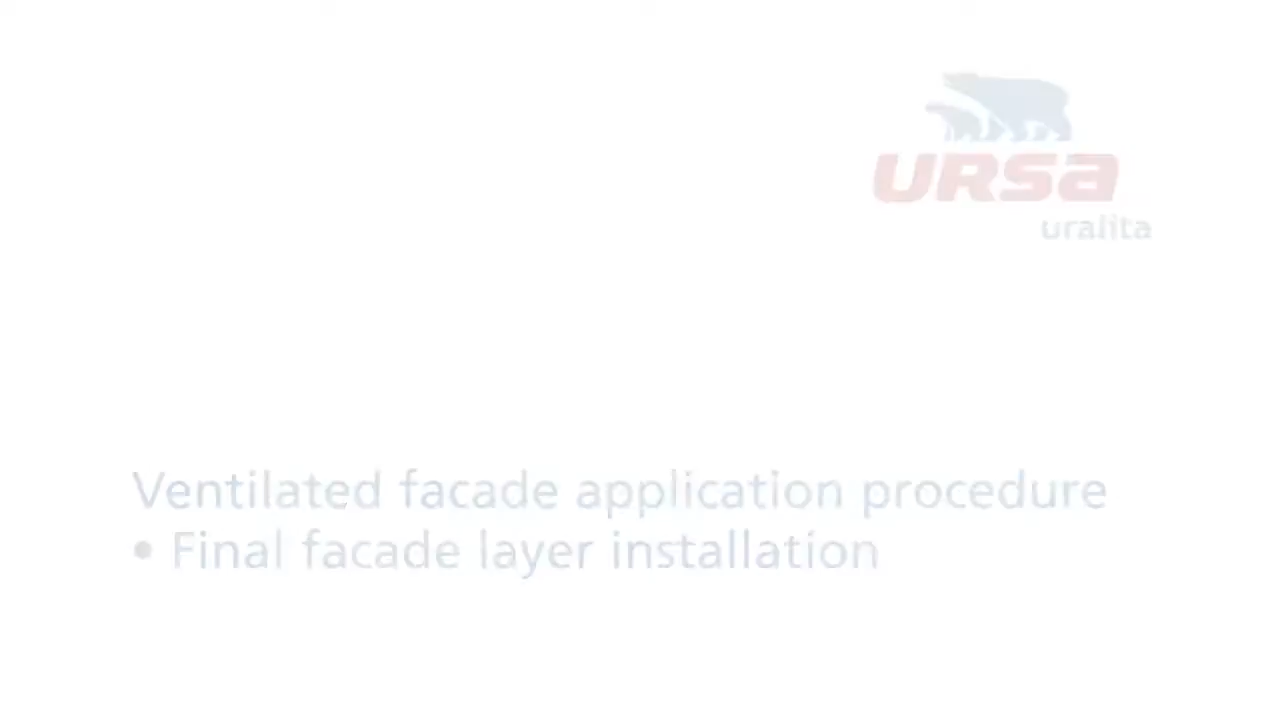 URSA
uralita
Ventilated facade application procedure
• Final facade layer installation